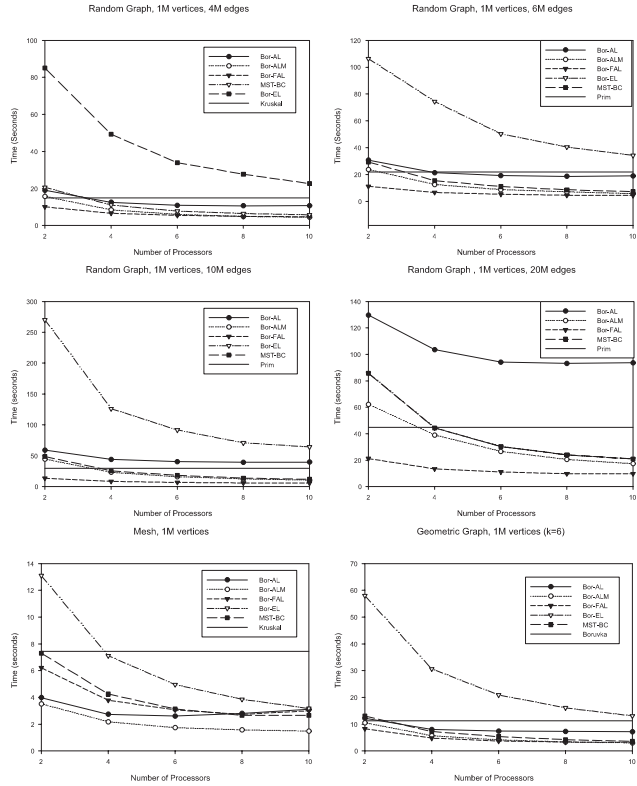 Random Graph, 1M vertices, 4M edges
Time (Seconds)
100
80
60
40
20
0
2 4 6 8 10
Number of Processors
Bor-AL
Bor-ALM
Bor-FAL
MST-BC
Bor-EL
Kruskal
Random Graph, 1M vertices, 6M edges
Time (Seconds)
120
100
80
60
40
20
0
2 4 6 8 10
Number of Processors
Bor-AL
Bor-ALM
Bor-FAL
Bor-EL
MST-BC
Prim
Random Graph, 1M vertices, 10M edges
Time (seconds)
300
250
200
150
100
50
0
2 4 6 8 10
Number of Processors
Bor-AL
Bor-ALM
Bor-FAL
Bor-EL
MST-BC
Prim
Random Graph , 1M vertices, 20M edges
Time (seconds)
140
120
100
80
60
40
20
0
2 4 6 8 10
Number of Processors
Bor-AL
Bor-ALM
Bor-FAL
MST-BC
Prim
Mesh, 1M vertices
Time (seconds)
14
12
10
8
6
4
2
0
2 4 6 8 10
Number of Processors
Bor-AL
Bor-ALM
Bor-FAL
Bor-EL
MST-BC
Kruskal
Geometric Graph, 1M vertices (k=6)
Time (seconds)
70
60
50
40
30
20
10
0
2 4 6 8 10
Number of Processors
Bor-AL
Bor-ALM
Bor-FAL
Bor-EL
MST-BC
Boruvka